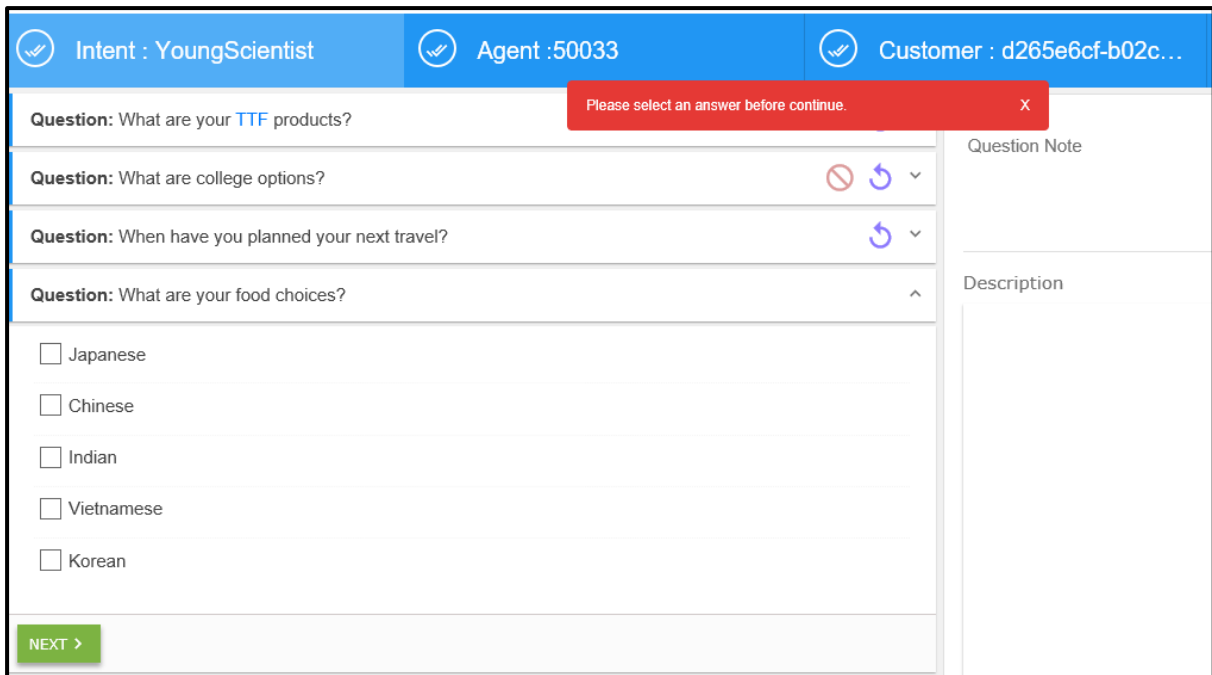 Intent : YoungScientist
Agent :50033
Customer : d265e6cf-b02c...
Please select an answer before continue.
X
Question: What are your TTF products?
Question: What are college options?
Question: When have you planned your next travel?
Question: What are your food choices?
Japanese
Chinese
Indian
Vietnamese
Korean
NEXT >
Question Note
Description